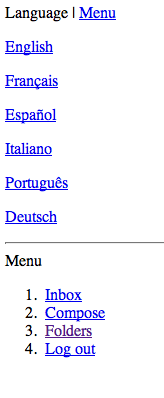 Language | Menu
English
Français
Español
Italiano
Português
Deutsch
Menu
1. Inbox
2. Compose
3. Folders
4. Log out